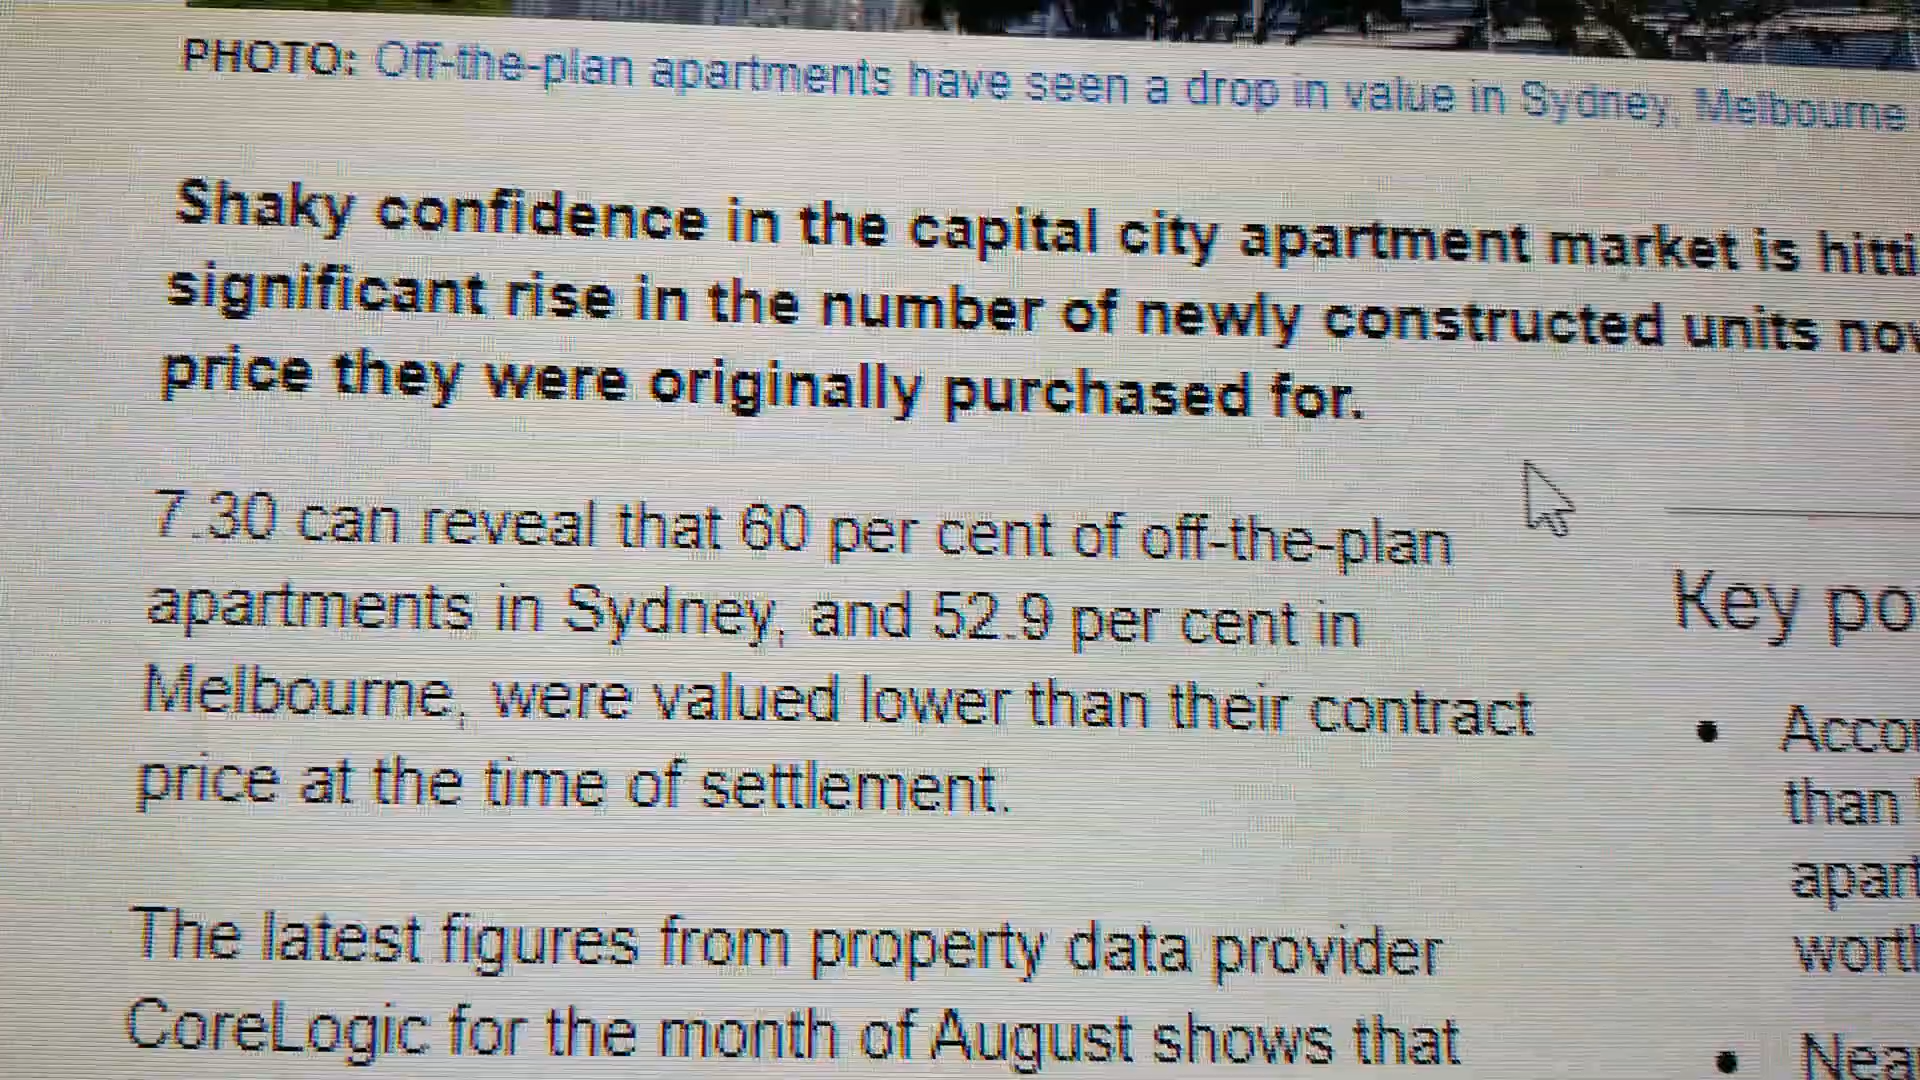 PHOTO: Off-the-plan apartments have seen a drop in value in Sydney, Melbourne
Shaky confidence in the capital city apartment market is
significant rise in the number of newly constructed units
price they were originally purchased for.
7.30 can reveal that 60 per cent of off-the-plan
apartments in Sydney, and 52.9 per cent in
Melbourne, were valued lower than their contract
price at the time of settlement.
The latest figures from property data provider
CoreLogic for the month of August shows that
Key
than